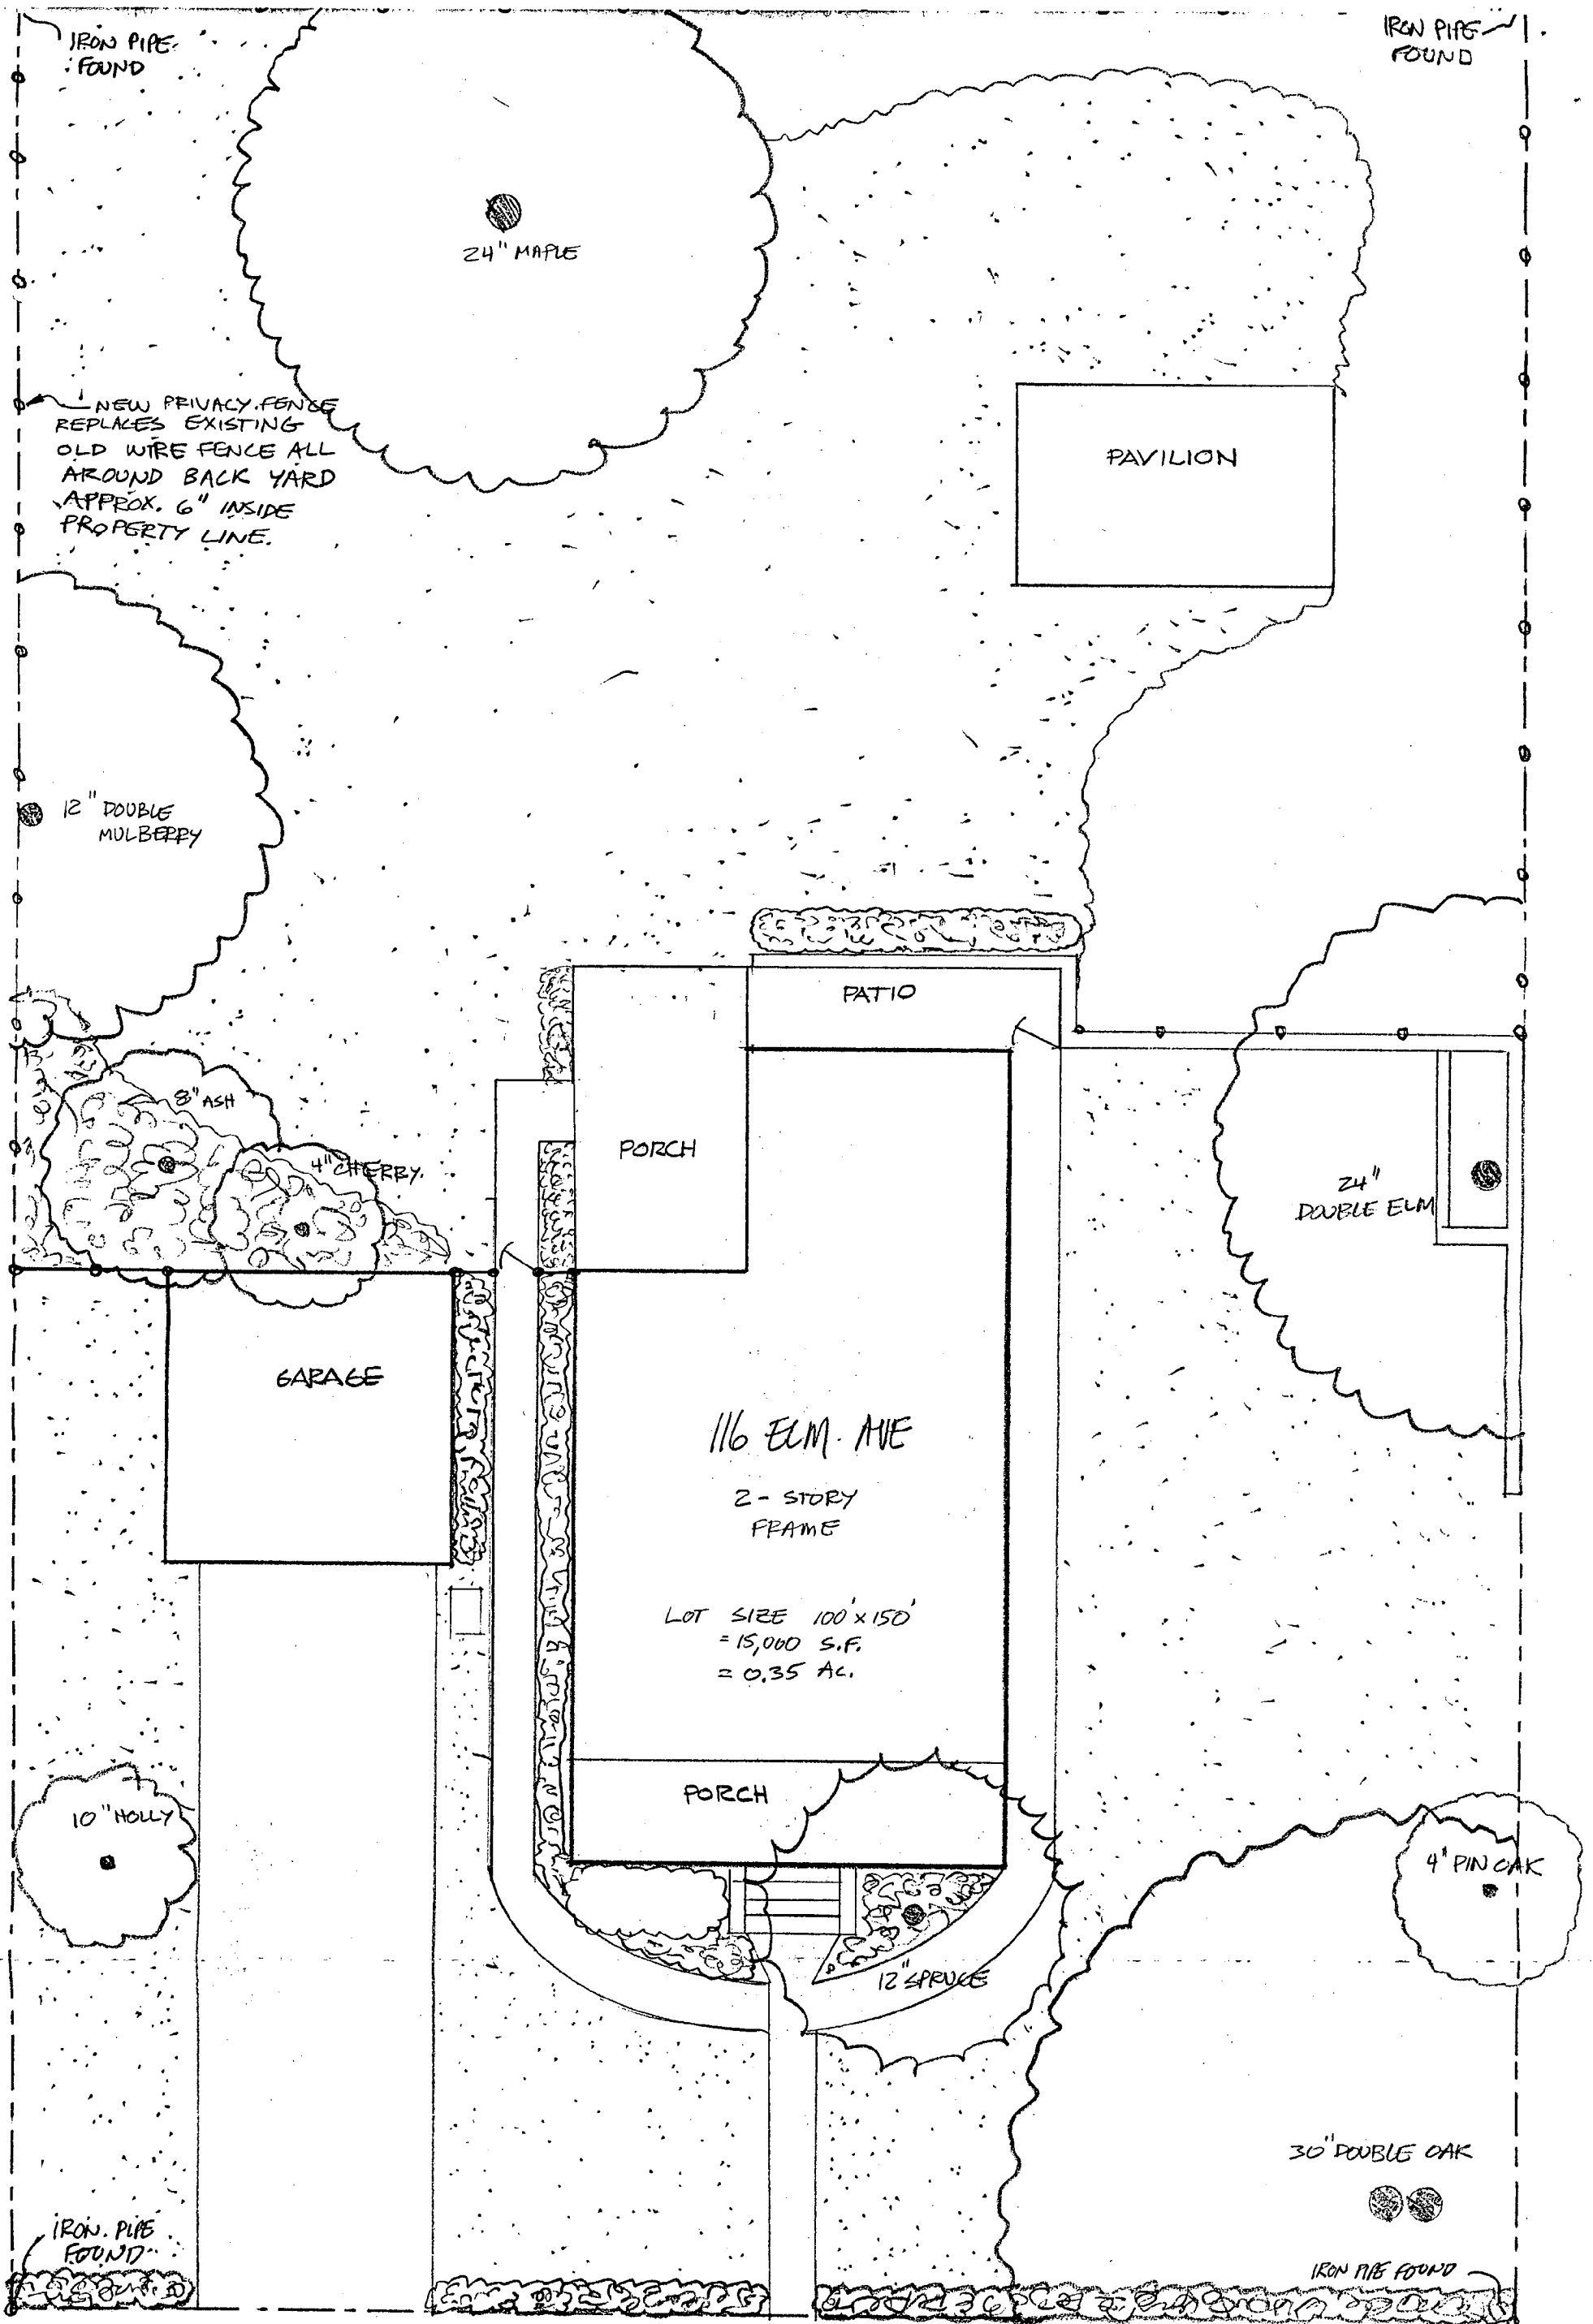 IRON PIPE
FOUND
IRON PIPE
FOUND
24" MAPLE
NEW PRIVACY FENCE
REPLACES EXISTING
OLD WIRE FENCE ALL
AROUND BACK YARD
APPROX. 6" INSIDE
PROPERTY LINE.
PAVILION
12" DOUBLE
MULBERRY
PATIO
8" ASH
4" CHERRY
PORCH
24"
DOUBLE ELM
GARAGE
116 ELM AVE
2 - STORY
FRAME
LOT SIZE 100' x 150'
= 15,000 S.F.
= 0.35 AC.
PORCH
10" HOLLY
4" PIN OAK
12" SPRUCE
30" DOUBLE OAK
IRON PIPE
FOUND
IRON PIPE FOUND